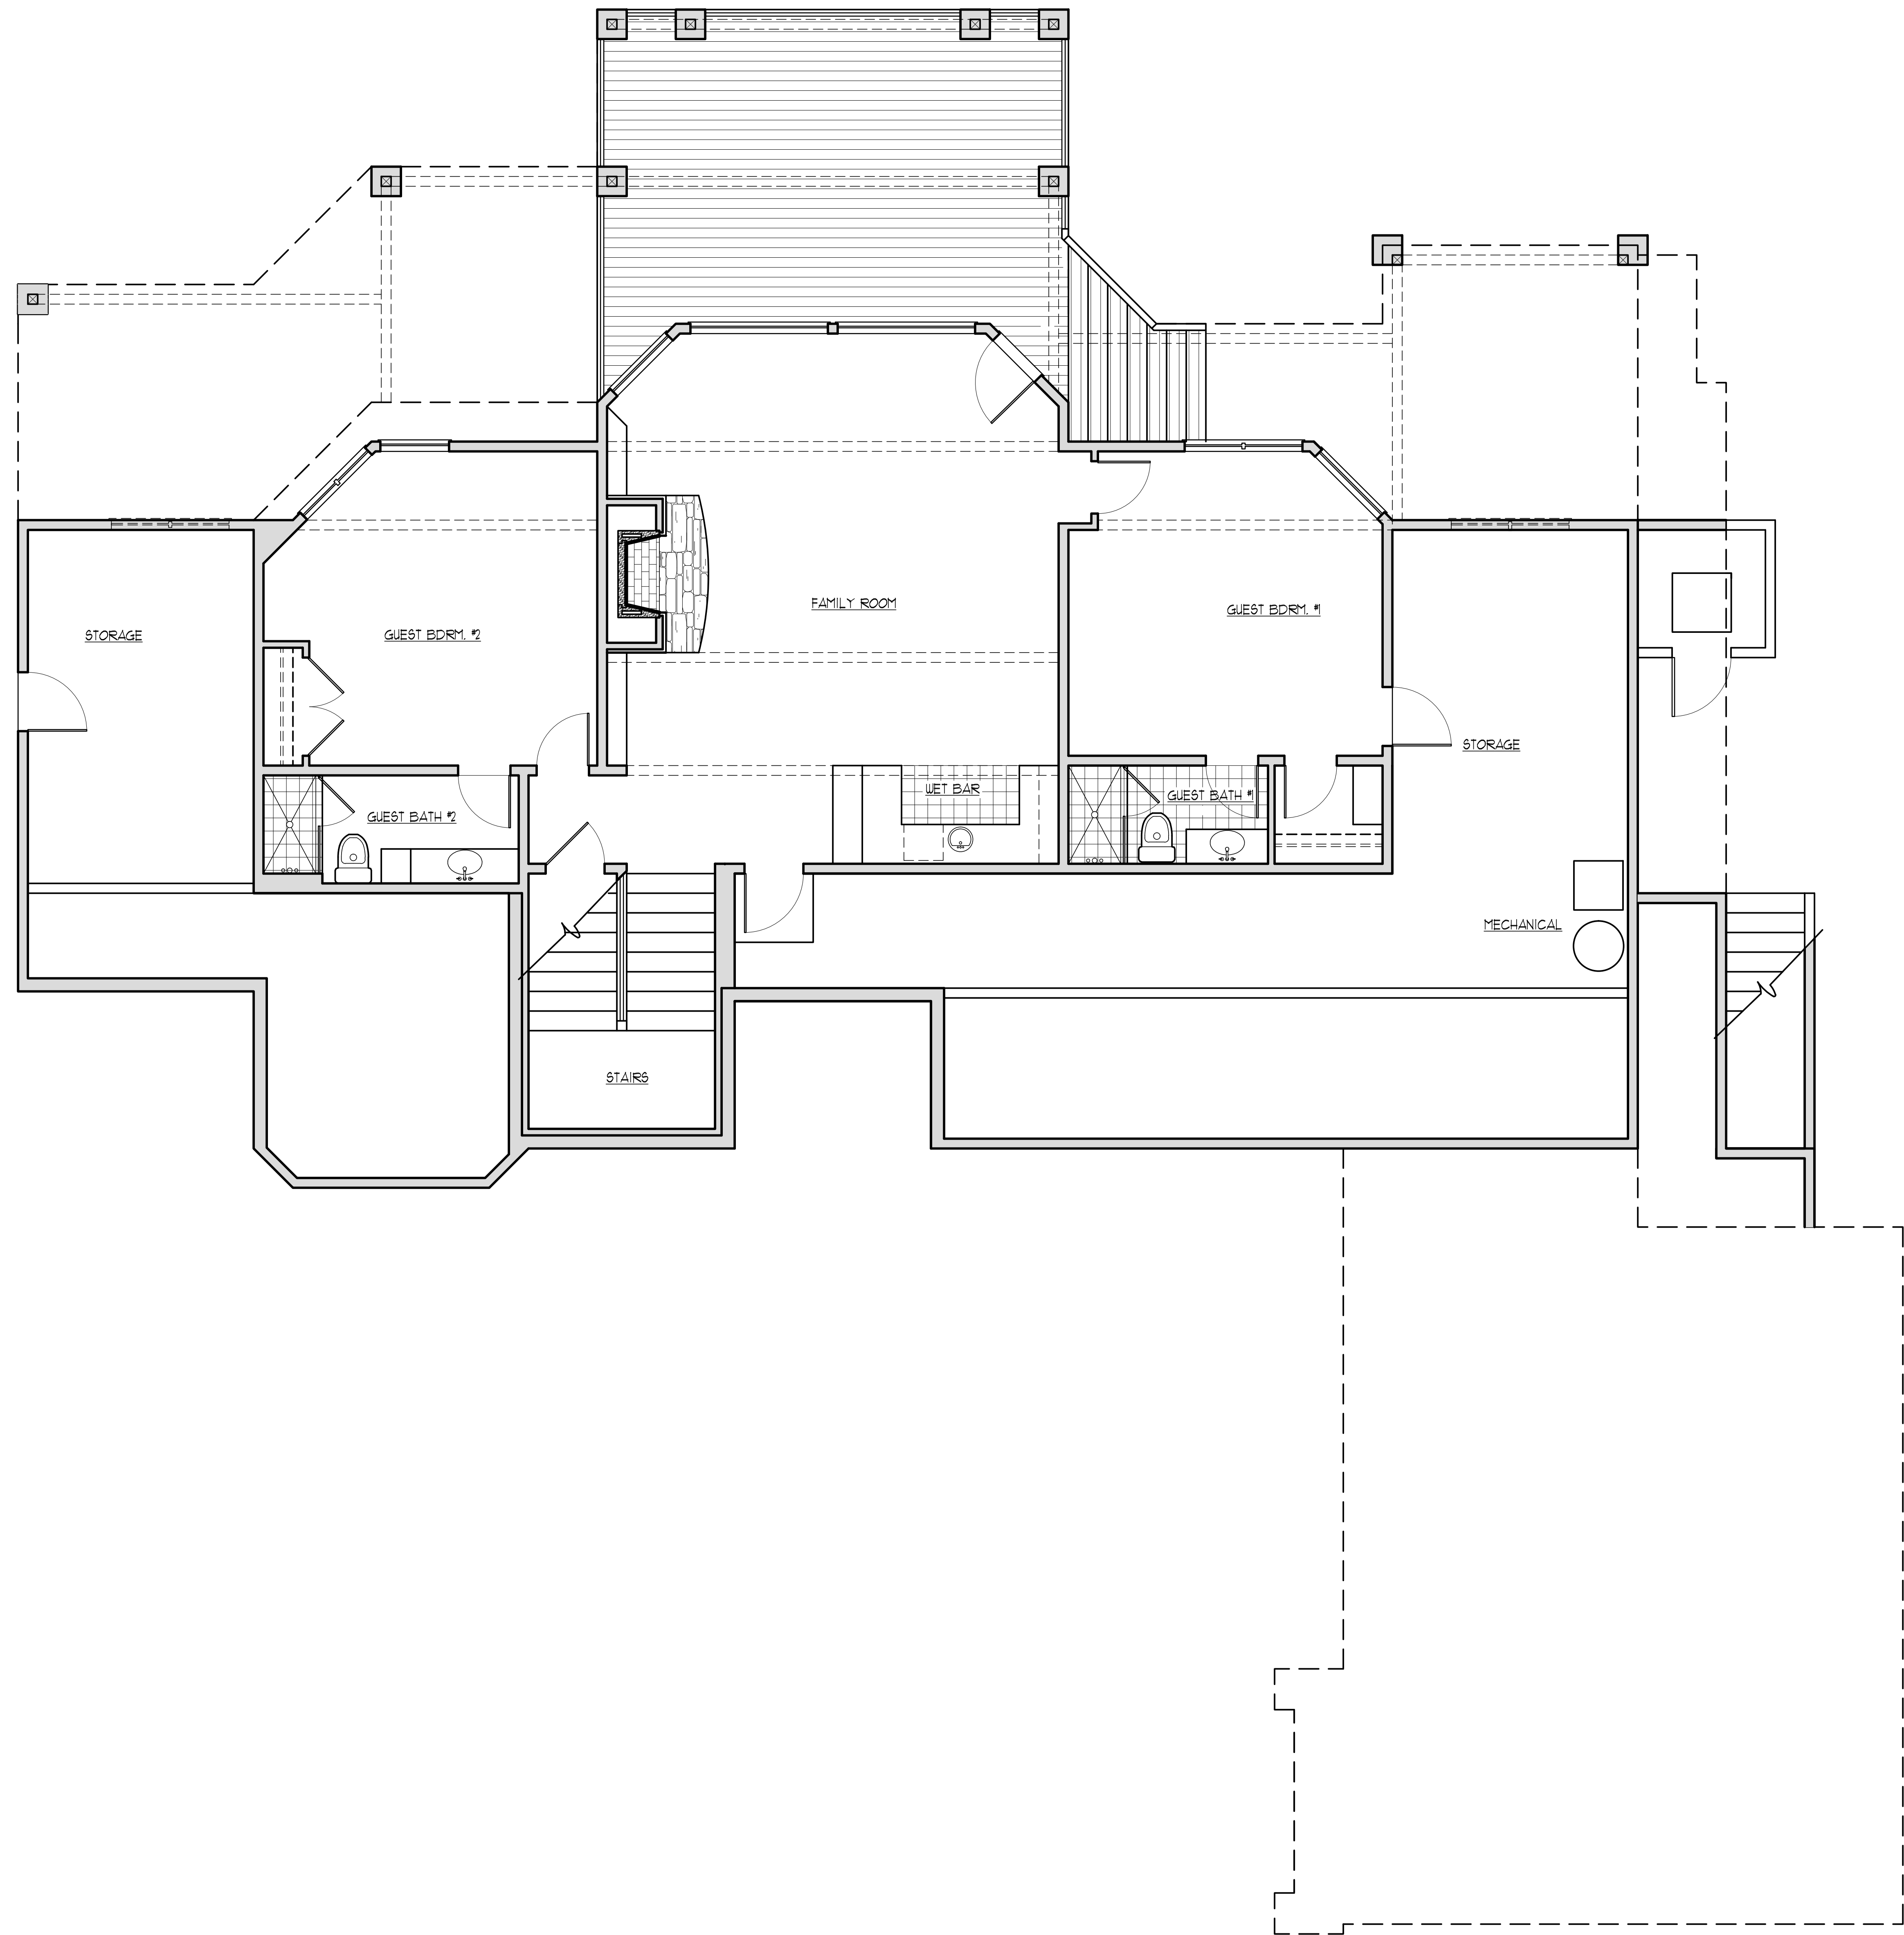 FAMILY ROOM
GUEST BDRM. #1
STORAGE
GUEST BDRM. #2
STORAGE
WET BAR
GUEST BATH #1
GUEST BATH #2
MECHANICAL
STAIRS